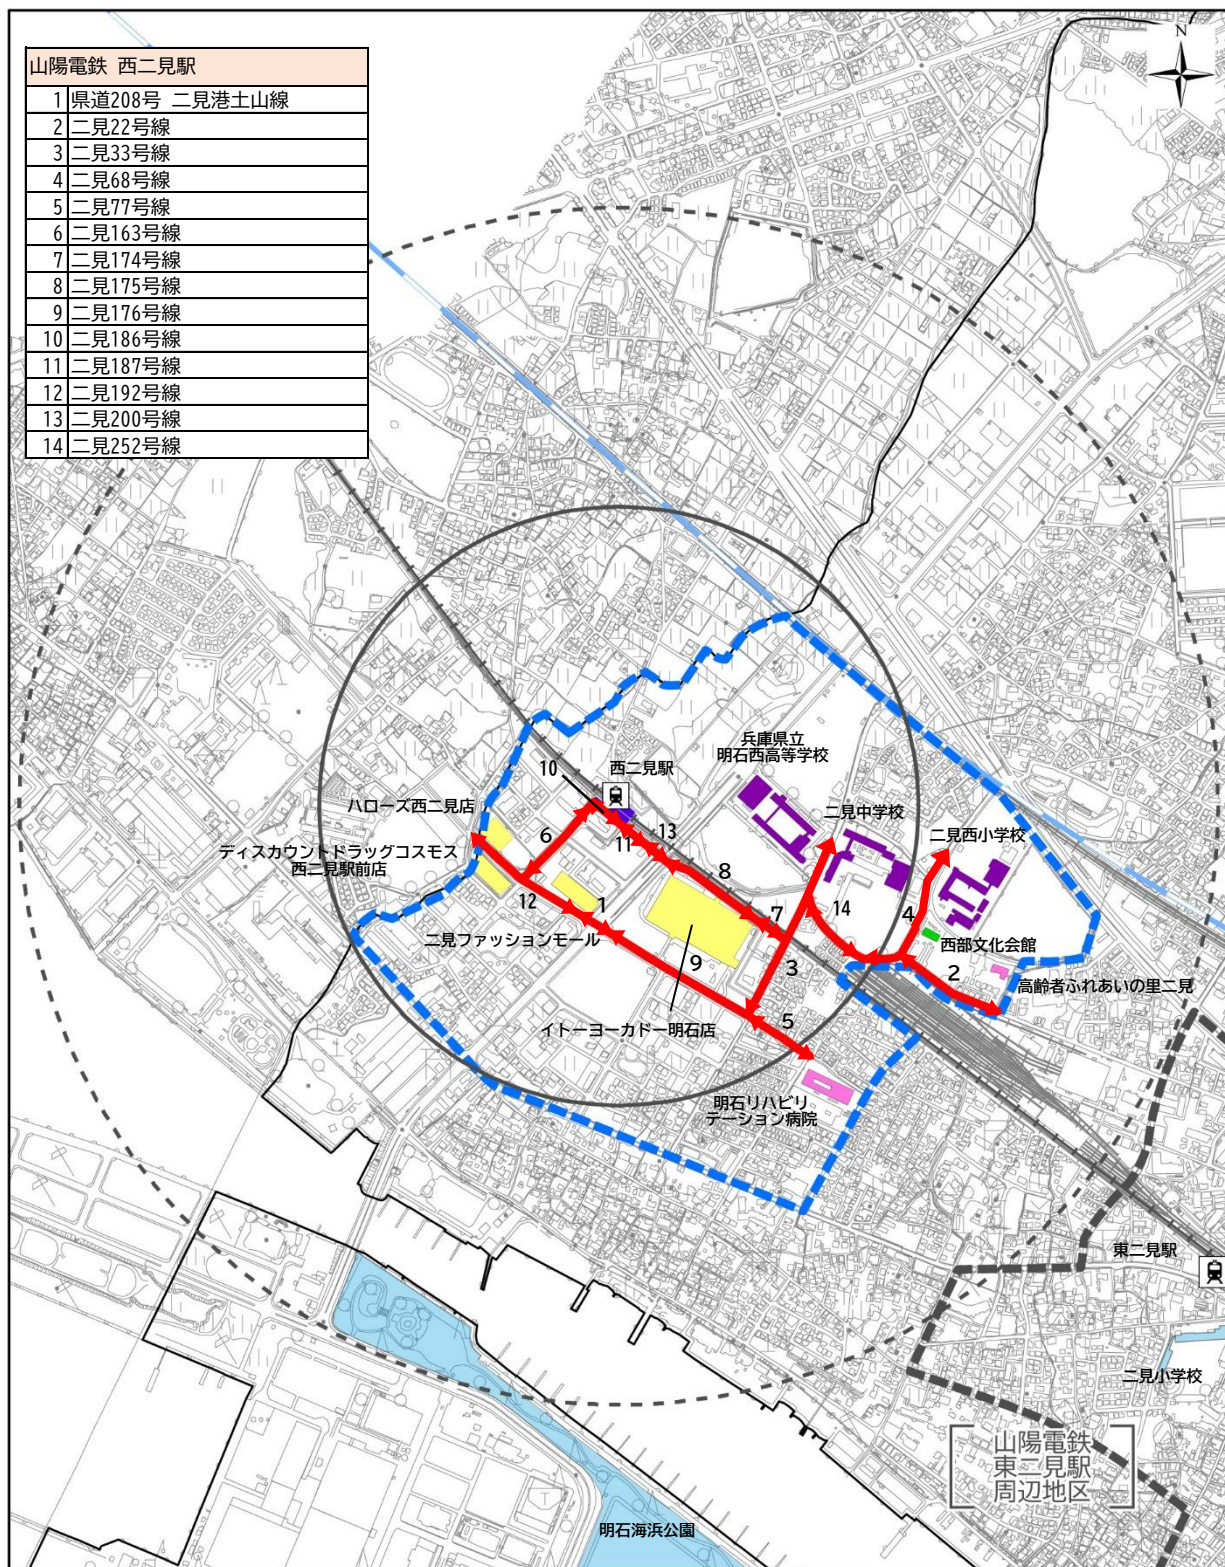 山陽電鉄 西二見駅
1 県道208号 二見港土山線
2 二見22号線
3 二見33号線
4 二見68号線
5 二見77号線
6 二見163号線
7 二見174号線
8 二見175号線
9 二見176号線
10 二見186号線
11 二見187号線
12 二見192号線
13 二見200号線
14 二見252号線
N
兵庫県立
明石西高等学校
西二見駅
10
ハローズ西二見店
二見中学校
二見西小学校
6
11
13
ディスカウントドラッグコスモス
西二見駅前店
8
12
1
7
14
4
二見ファッションモール
西部文化会館
9
3
2
高齢者ふれあいの里二見
イトーヨーカドー明石店
5
明石リハビリ
テーション病院
東二見駅
二見小学校
山陽電鉄
東二見駅
周辺地区
明石海浜公園